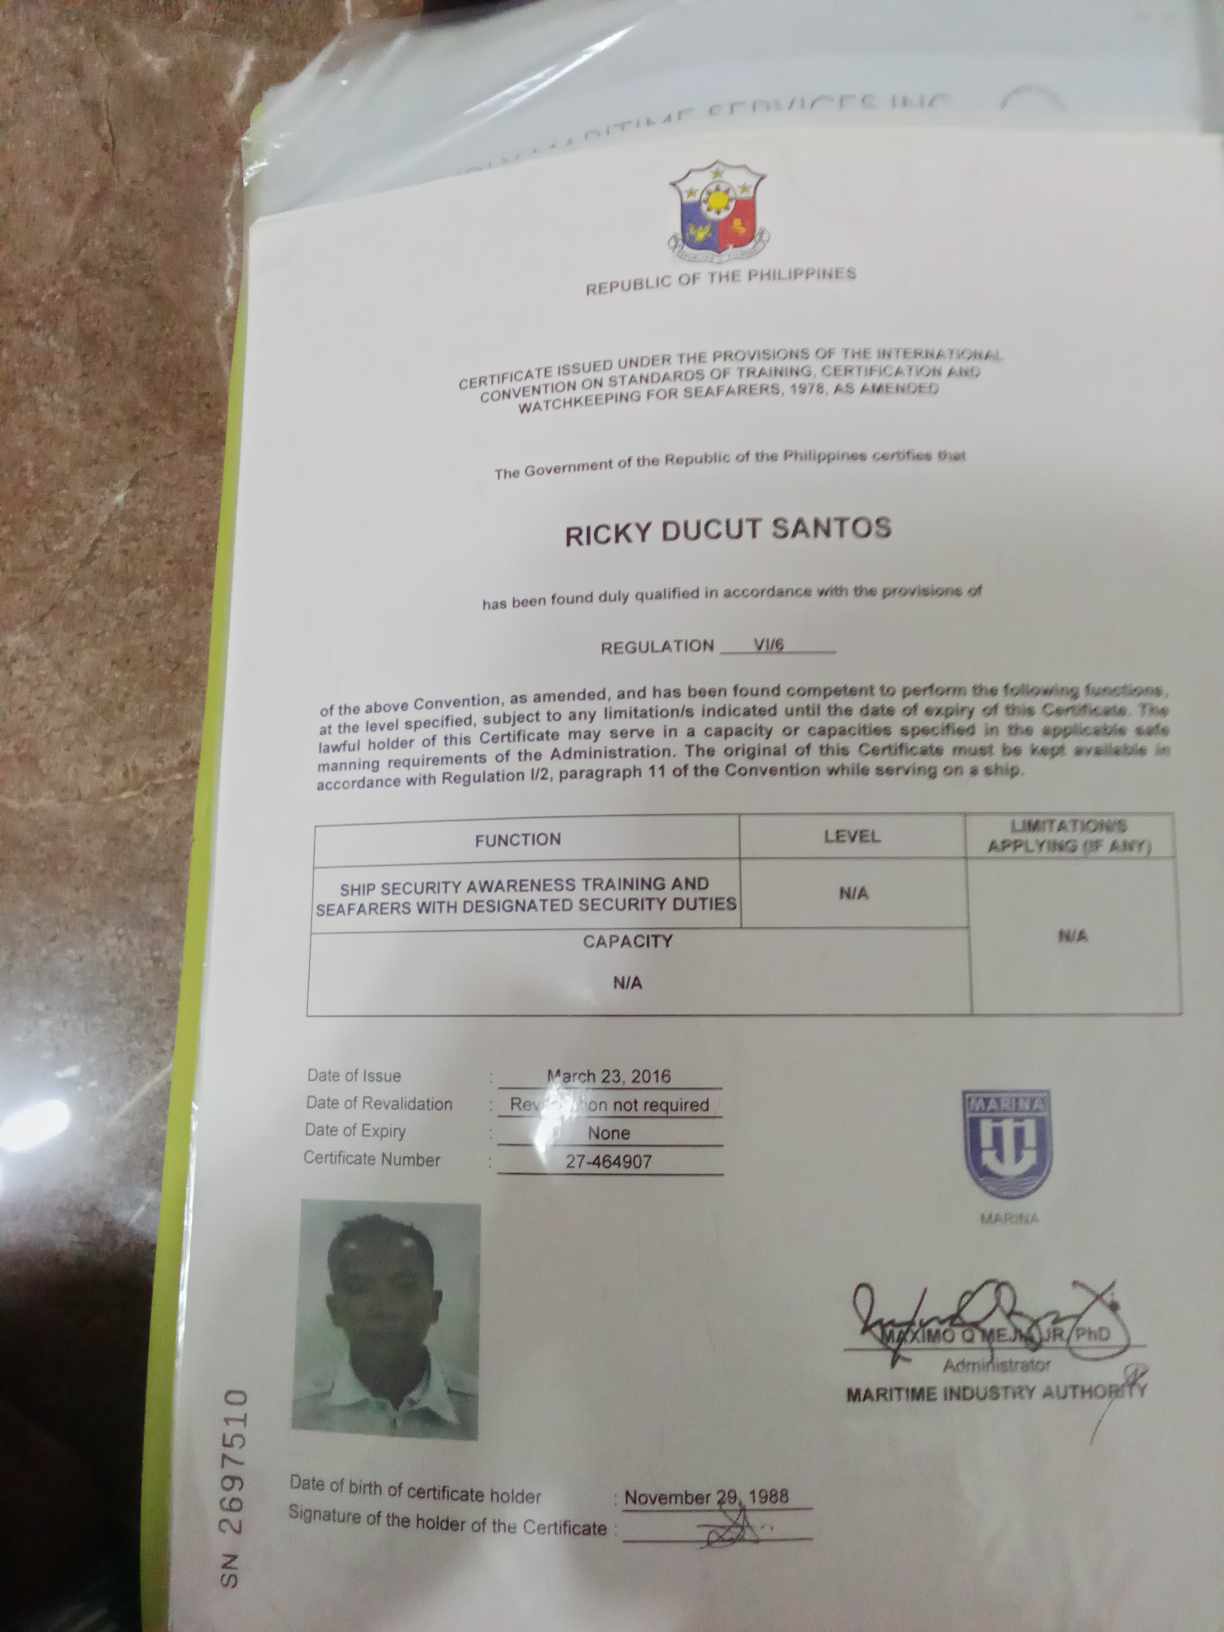 MARITIME SERVICES INC
REPUBLIC OF THE PHILIPPINES
CERTIFICATE ISSUED UNDER THE PROVISIONS OF THE INTERNATIONAL
CONVENTION ON STANDARDS OF TRAINING, CERTIFICATION AND
WATCHKEEPING FOR SEAFARERS, 1978, AS AMENDED
The Government of the Republic of the Philippines certifies that
RICKY DUCUT SANTOS
has been found duly qualified in accordance with the provisions of
REGULATION VI/6
of the above Convention, as amended, and has been found competent to perform the following functions,
at the level specified, subject to any limitation/s indicated until the date of expiry of this Certificate. The
lawful holder of this Certificate may serve in a capacity or capacities specified in the applicable safe
manning requirements of the Administration. The original of this Certificate must be kept available in
accordance with Regulation I/2, paragraph 11 of the Convention while serving on a ship.
FUNCTION LEVEL LIMITATION/S
APPLYING (IF ANY)
SHIP SECURITY AWARENESS TRAINING AND
SEAFARERS WITH DESIGNATED SECURITY DUTIES N/A
N/A
CAPACITY
N/A
Date of Issue : March 23, 2016
Date of Revalidation : not required
Date of Expiry : None
Certificate Number : 27-464907
MARINA
MARINA
MAXIMO Q MEJIA JR, PhD
Administrator
MARITIME INDUSTRY AUTHORITY
SN 2697510
Date of birth of certificate holder : November 29, 1988
Signature of the holder of the Certificate :